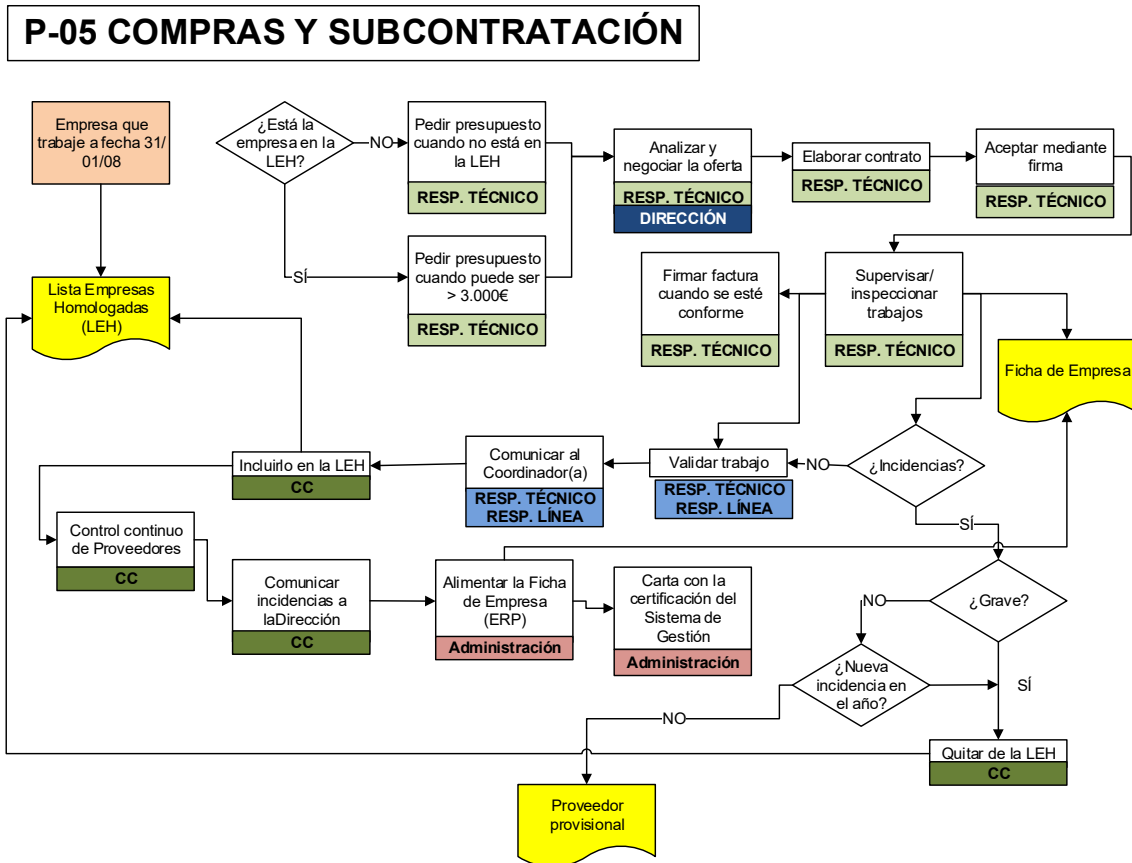 P-05 COMPRAS Y SUBCONTRATACIÓN
Empresa que
trabaje a fecha 31/
01/08
¿Está la
empresa en la
LEH?
NO
SÍ
Pedir presupuesto
cuando no está en
la LEH
RESP. TÉCNICO
Pedir presupuesto
cuando puede ser
> 3.000€
RESP. TÉCNICO
Analizar y
negociar la oferta
RESP. TÉCNICO
DIRECCIÓN
Elaborar contrato
RESP. TÉCNICO
Aceptar mediante
firma
RESP. TÉCNICO
Lista Empresas
Homologadas
(LEH)
Firmar factura
cuando se esté
conforme
RESP. TÉCNICO
Supervisar/
inspeccionar
trabajos
RESP. TÉCNICO
Ficha de Empresa
Incluirlo en la LEH
CC
Comunicar al
Coordinador(a)
RESP. TÉCNICO
RESP. LÍNEA
Validar trabajo
RESP. TÉCNICO
RESP. LÍNEA
NO
¿Incidencias?
SÍ
Control continuo
de Proveedores
CC
Comunicar
incidencias a
laDirección
CC
Alimentar la Ficha
de Empresa
(ERP)
Administración
Carta con la
certificación del
Sistema de
Gestión
Administración
NO
¿Grave?
SÍ
¿Nueva
incidencia en
el año?
NO
Quitar de la LEH
CC
Proveedor
provisional